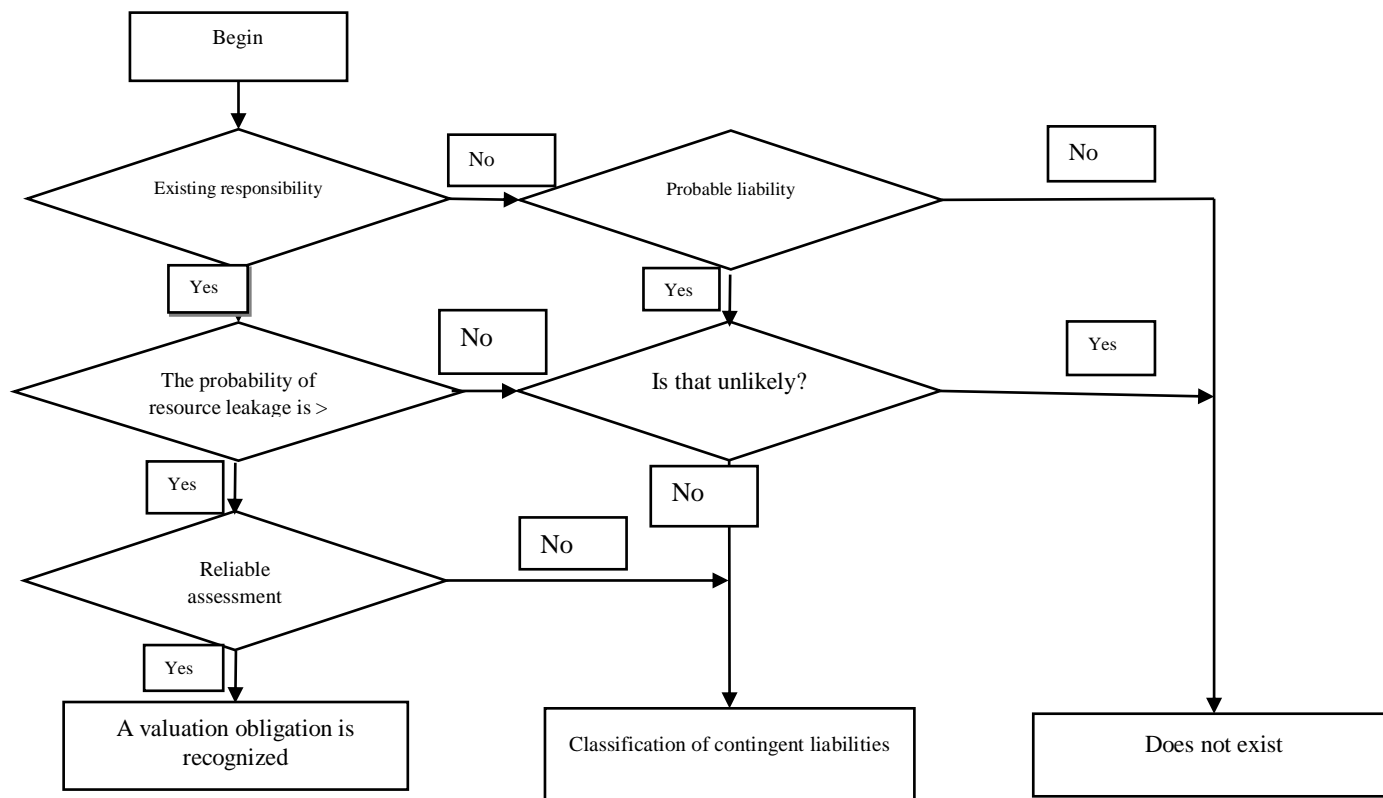 Begin
No
No
Existing responsibility
Probable liability
Yes
Yes
No
Yes
The probability of
resource leakage is >
Is that unlikely?
Yes
No
No
Reliable
assessment
Yes
A valuation obligation is
recognized
Classification of contingent liabilities
Does not exist